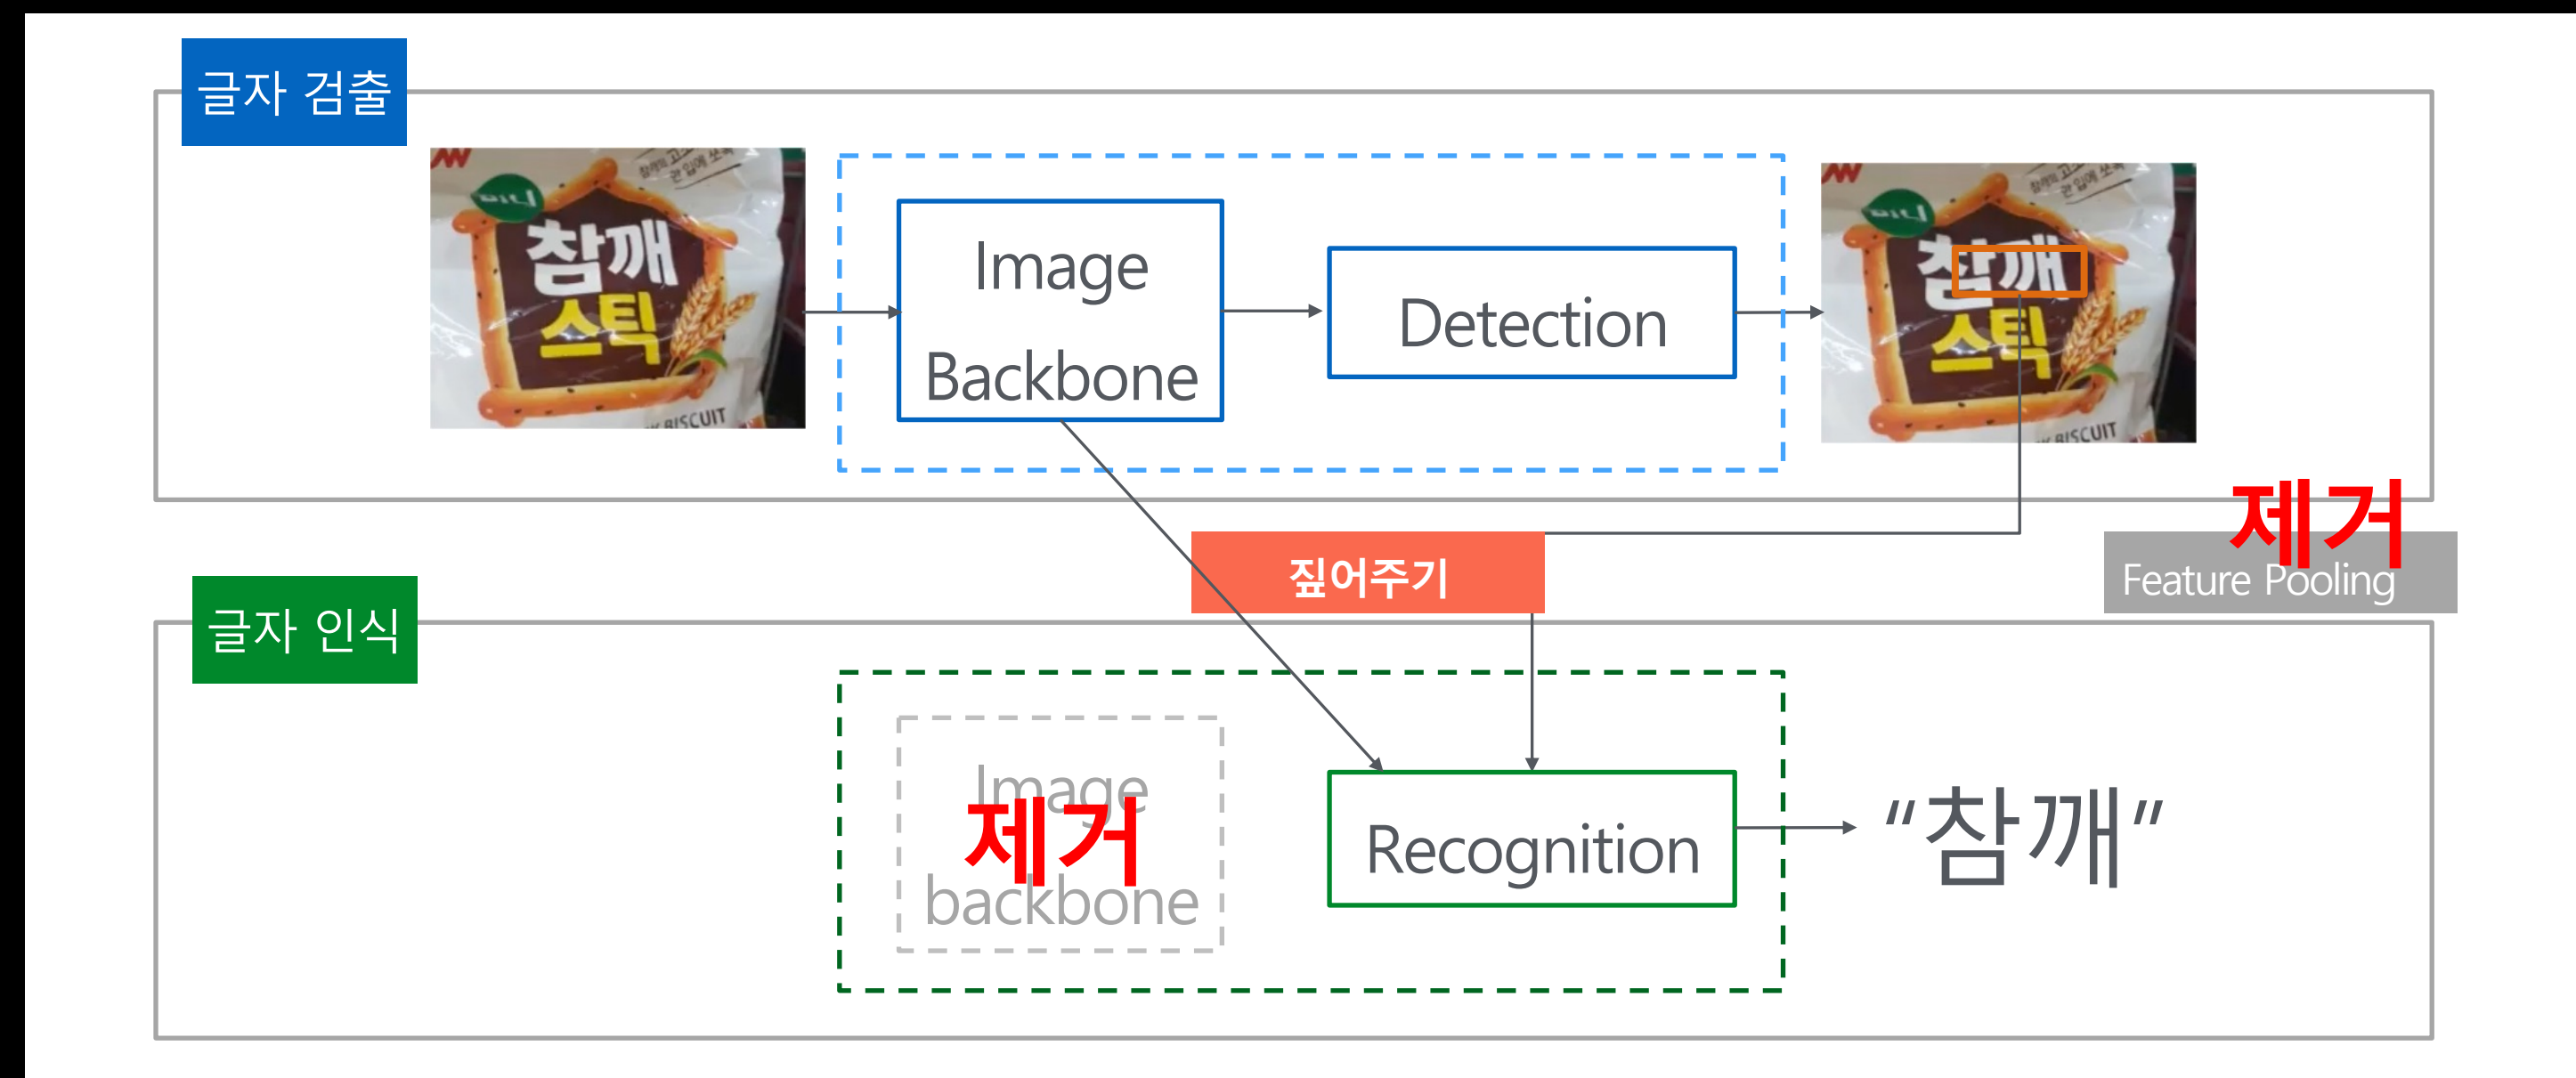 글자 검출
미니
참깨
스틱
BISCUIT
Image
Backbone
Detection
미니
참깨
스틱
BISCUIT
제거
Feature Pooling
짚어주기
글자 인식
Image
backbone
제거
Recognition
“참깨”